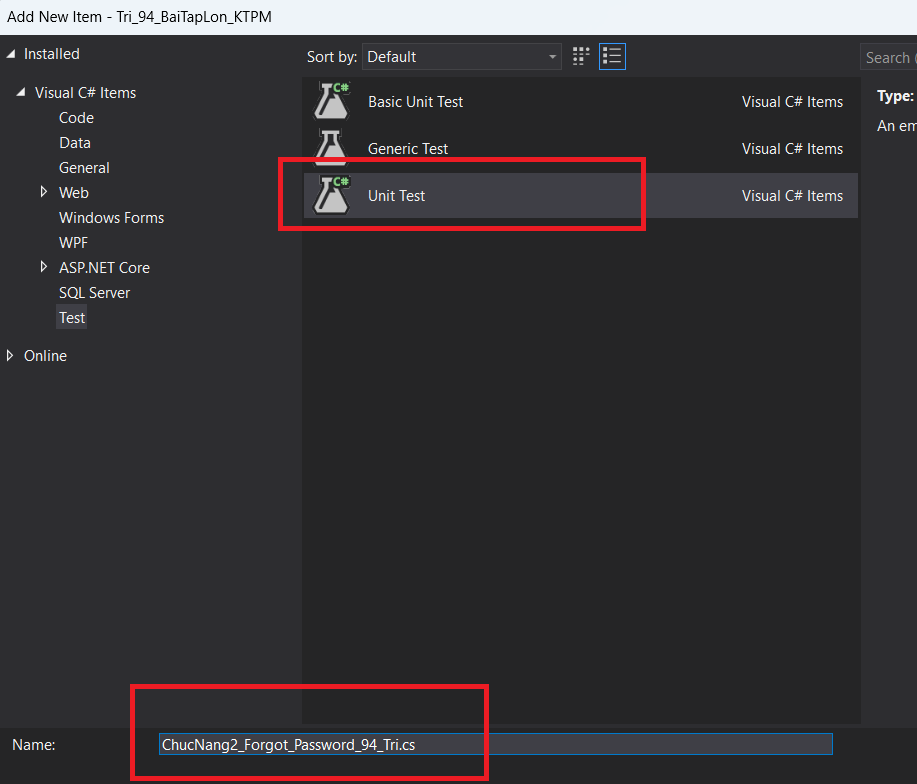 Add New Item - Tri_94_BaiTapLon_KTPM
Installed
Visual C# Items
Code
Data
General
Web
Windows Forms
WPF
ASP.NET Core
SQL Server
Test
Online
Sort by: Default
Search (
C# Basic Unit Test Visual C# Items
Generic Test Visual C# Items
C# Unit Test Visual C# Items
Type:
An em
Name: ChucNang2_Forgot_Password_94_Tri.cs